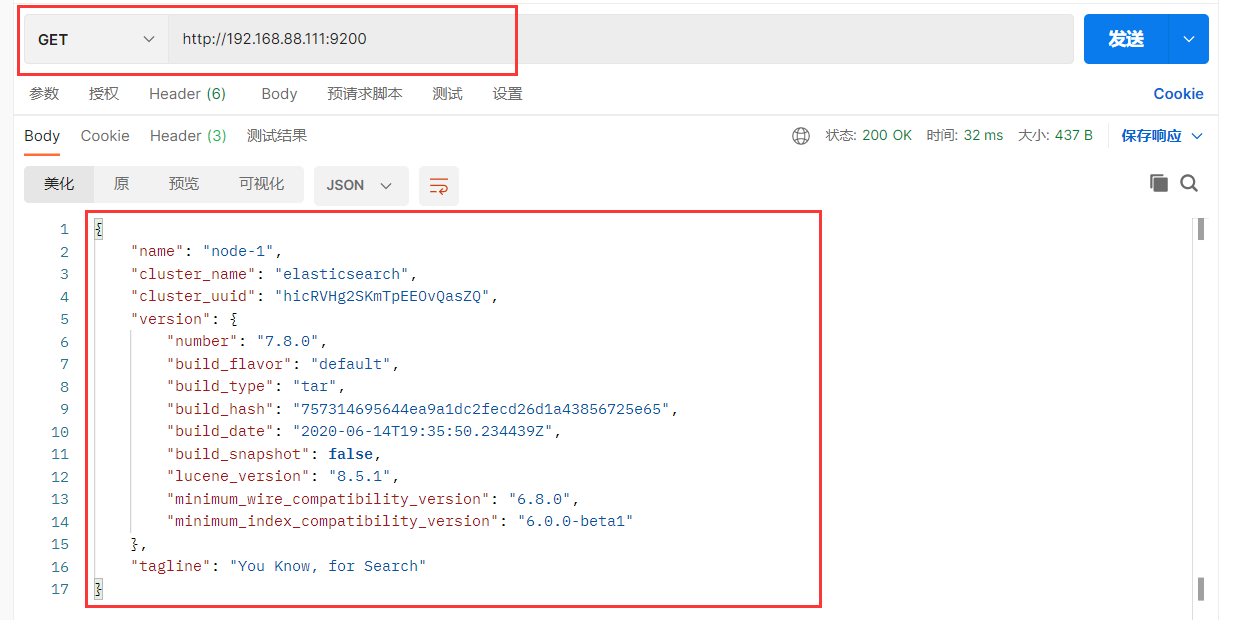 GET http://192.168.88.111:9200 发送
参数 授权 Header (6) Body 预请求脚本 测试 设置 Cookie
Body Cookie Header (3) 测试结果 状态: 200 OK 时间: 32 ms 大小: 437 B 保存响应
美化 原 预览 可视化 JSON
1 {
2 "name": "node-1",
3 "cluster_name": "elasticsearch",
4 "cluster_uuid": "hicRVHg2SKmTpEEOvQasZQ",
5 "version": {
6 "number": "7.8.0",
7 "build_flavor": "default",
8 "build_type": "tar",
9 "build_hash": "757314695644ea9a1dc2fecd26d1a43856725e65",
10 "build_date": "2020-06-14T19:35:50.234439Z",
11 "build_snapshot": false,
12 "lucene_version": "8.5.1",
13 "minimum_wire_compatibility_version": "6.8.0",
14 "minimum_index_compatibility_version": "6.0.0-beta1"
15 },
16 "tagline": "You Know, for Search"
17 }